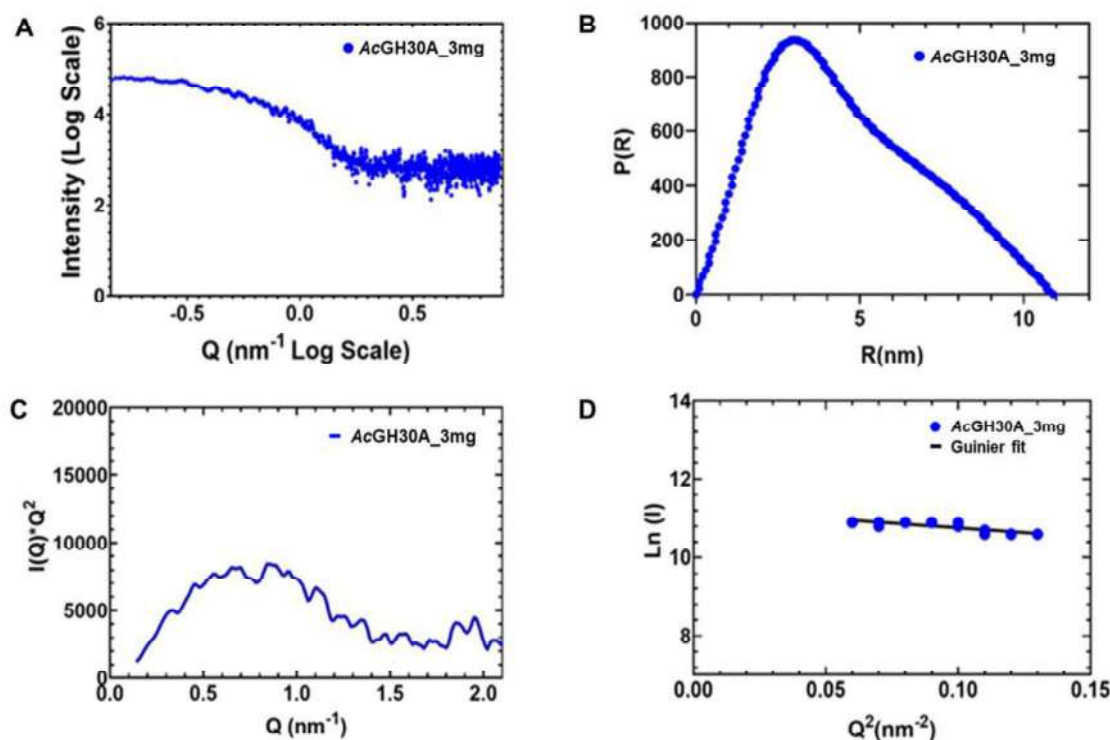 A
Intensity (Log Scale)
6
4
2
0
AcGH30A_3mg
-0.5
0.0
0.5
Q (nm⁻¹ Log Scale)
B
P(R)
1000
800
600
400
200
0
AcGH30A_3mg
0
5
10
R(nm)
C
I(Q)*Q²
20000
15000
10000
5000
0
AcGH30A_3mg
0.0
0.5
1.0
1.5
2.0
Q (nm⁻¹)
D
Ln (I)
14
12
10
8
AcGH30A_3mg
Guinier fit
0.00
0.05
0.10
0.15
Q²(nm⁻²)